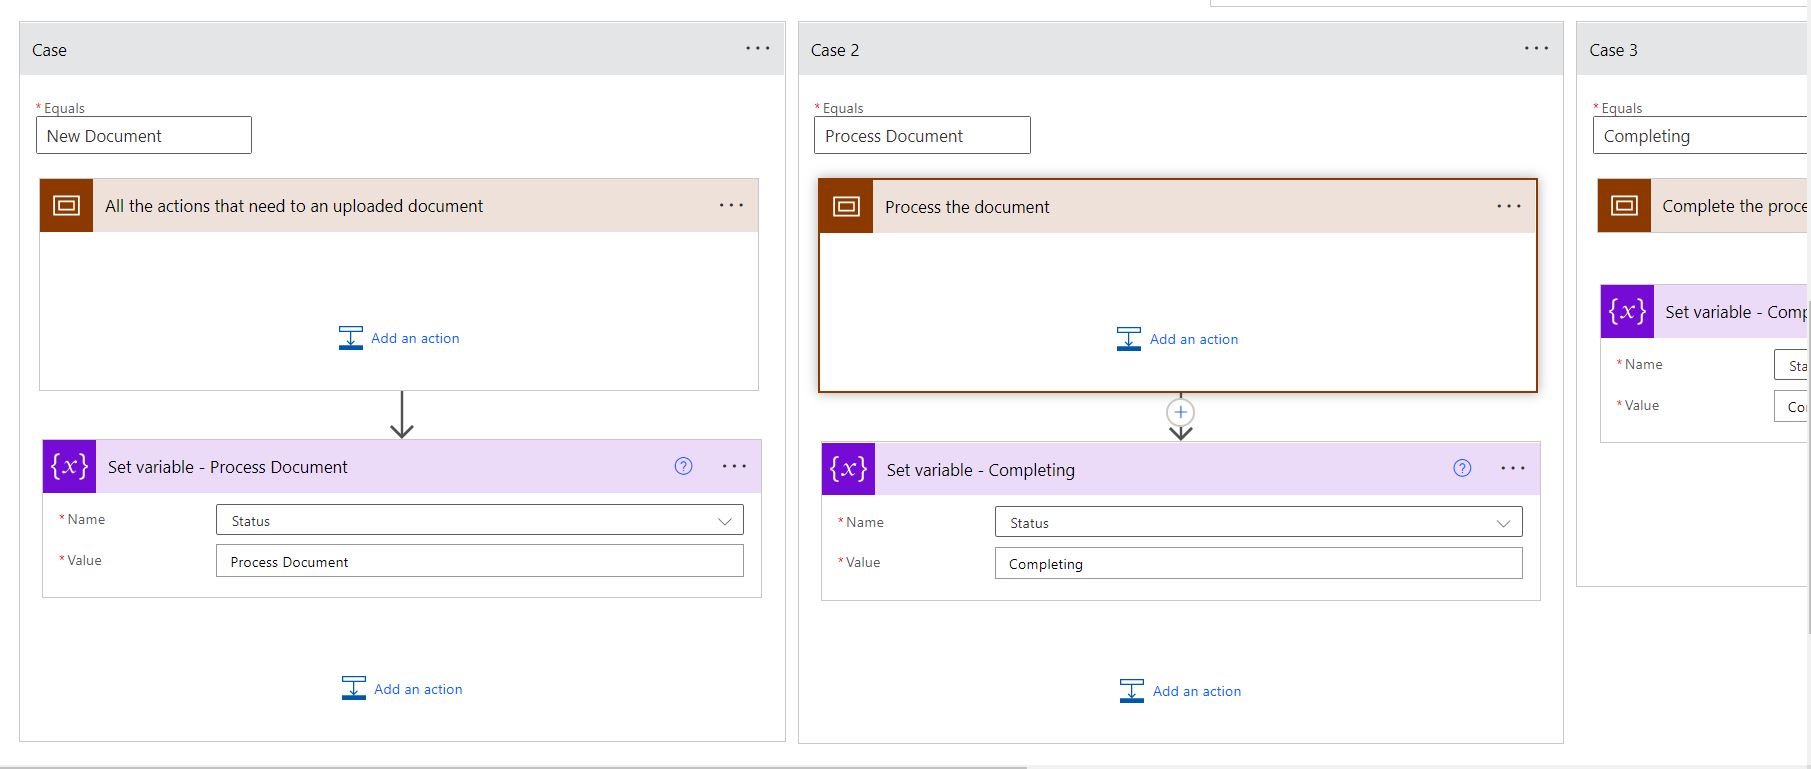 Case
* Equals
New Document
All the actions that need to an uploaded document
Add an action
{x} Set variable - Process Document ?
* Name
Status
* Value
Process Document
Add an action
Case 2
* Equals
Process Document
Process the document
Add an action
+
{x} Set variable - Completing ?
* Name
Status
* Value
Completing
Add an action
Case 3
* Equals
Completing
Complete the proce
{x} Set variable - Comp
* Name
Sta
* Value
Co